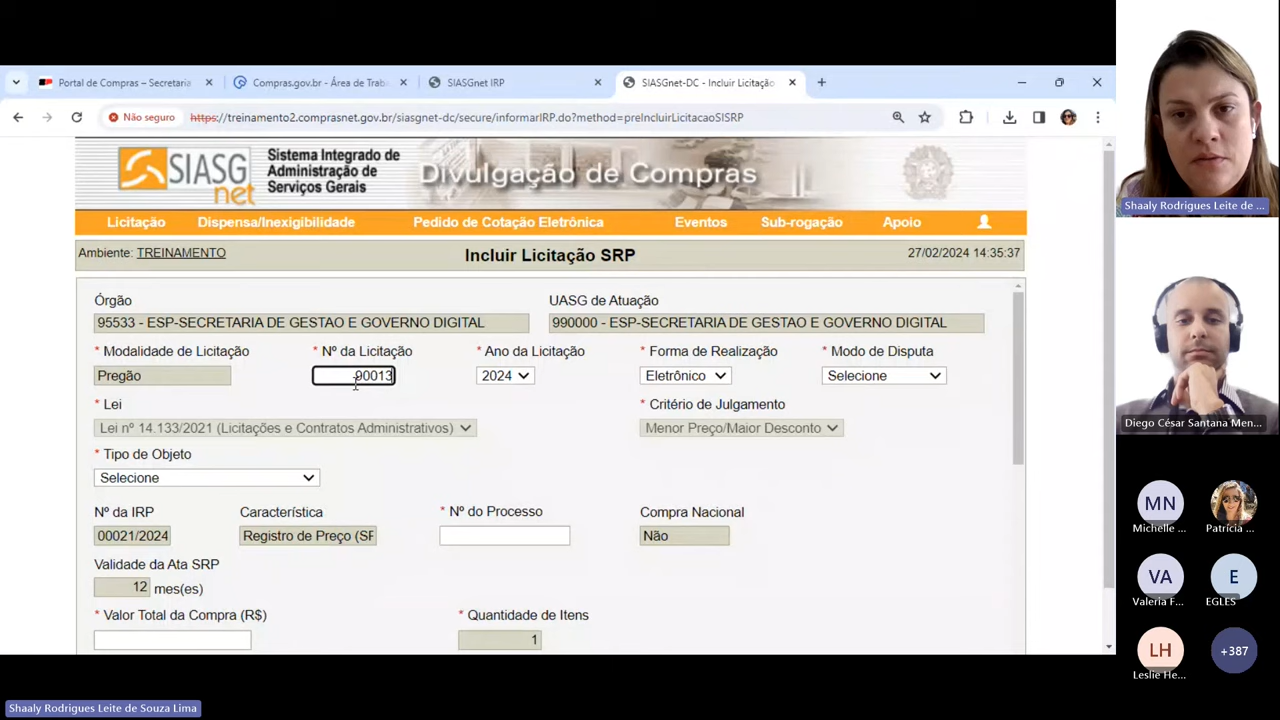 Portal de Compras – Secretaria
Compras.gov.br - Área de Trab
SIASGnet IRP
SIASGnet-DC - Incluir Licitação
Não seguro
https://treinamento2.comprasnet.gov.br/siasgnet-dc/secure/informarIRP.do?method=preIncluirLicitacaoSISRP
SIASG
net
Sistema Integrado de
Administração de
Serviços Gerais
Divulgação de Compras
Licitação Dispensa/Inexigibilidade Pedido de Cotação Eletrônica Eventos Sub-rogação Apoio
Ambiente: TREINAMENTO
Incluir Licitação SRP
27/02/2024 14:35:37
Órgão UASG de Atuação
95533 - ESP-SECRETARIA DE GESTAO E GOVERNO DIGITAL 990000 - ESP-SECRETARIA DE GESTAO E GOVERNO DIGITAL
* Modalidade de Licitação * Nº da Licitação * Ano da Licitação * Forma de Realização * Modo de Disputa
Pregão 90013 2024 Eletrônico Selecione
* Lei * Critério de Julgamento
Lei nº 14.133/2021 (Licitações e Contratos Administrativos) Menor Preço/Maior Desconto
* Tipo de Objeto
Selecione
Nº da IRP Característica * Nº do Processo Compra Nacional
00021/2024 Registro de Preço (SF Não
Validade da Ata SRP
12 mes(es)
* Valor Total da Compra (R$) * Quantidade de Itens
1
Shaaly Rodrigues Leite de ...
Diego César Santana Men...
MN
Michelle ... Patrícia ...
VA E
Valeria F... EGLES
LH +387
Leslie He...
Shaaly Rodrigues Leite de Souza Lima